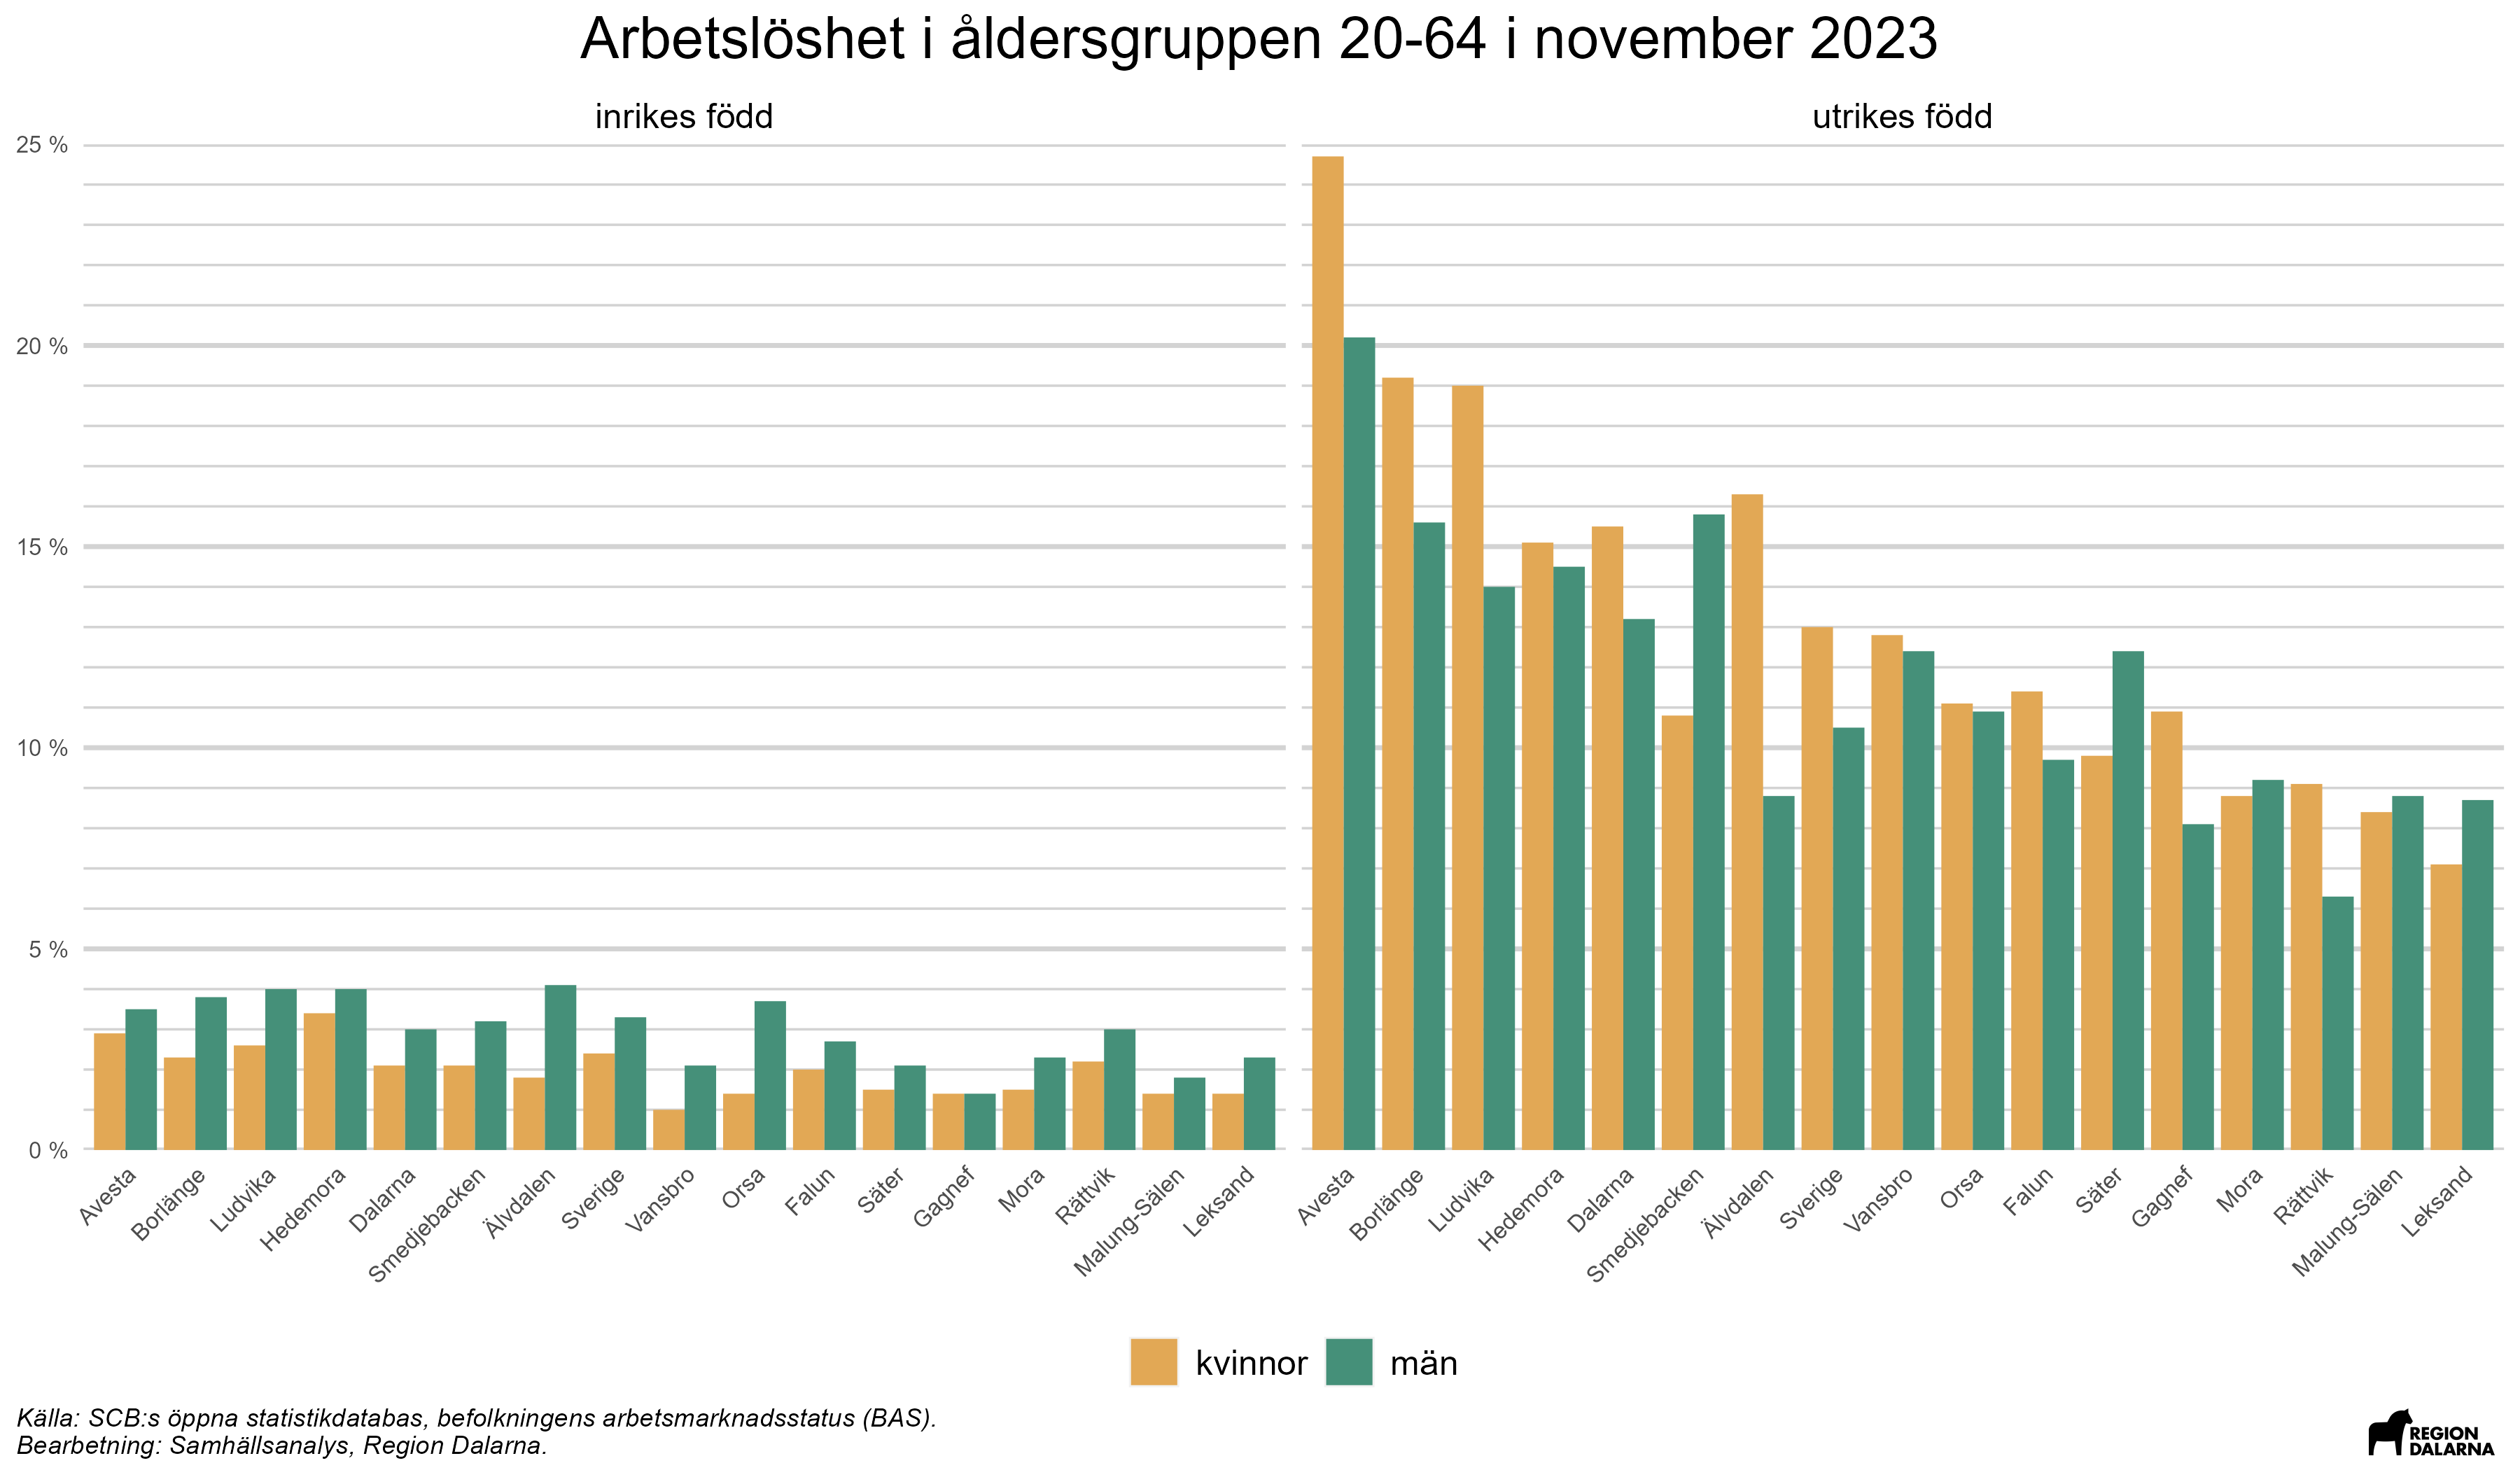 Arbetslöshet i åldersgruppen 20-64 i november 2023
inrikes född
utrikes född
25 %
20 %
15 %
10 %
5 %
0 %
Avesta
Borlänge
Ludvika
Hedemora
Dalarna
Smedjebacken
Älvdalen
Sverige
Vansbro
Orsa
Falun
Säter
Gagnef
Mora
Rättvik
Malung-Sälen
Leksand
Avesta
Borlänge
Ludvika
Hedemora
Dalarna
Smedjebacken
Älvdalen
Sverige
Vansbro
Orsa
Falun
Säter
Gagnef
Mora
Rättvik
Malung-Sälen
Leksand
kvinnor
män
Källa: SCB:s öppna statistikdatabas, befolkningens arbetsmarknadsstatus (BAS).
Bearbetning: Samhällsanalys, Region Dalarna.
REGION
DALARNA